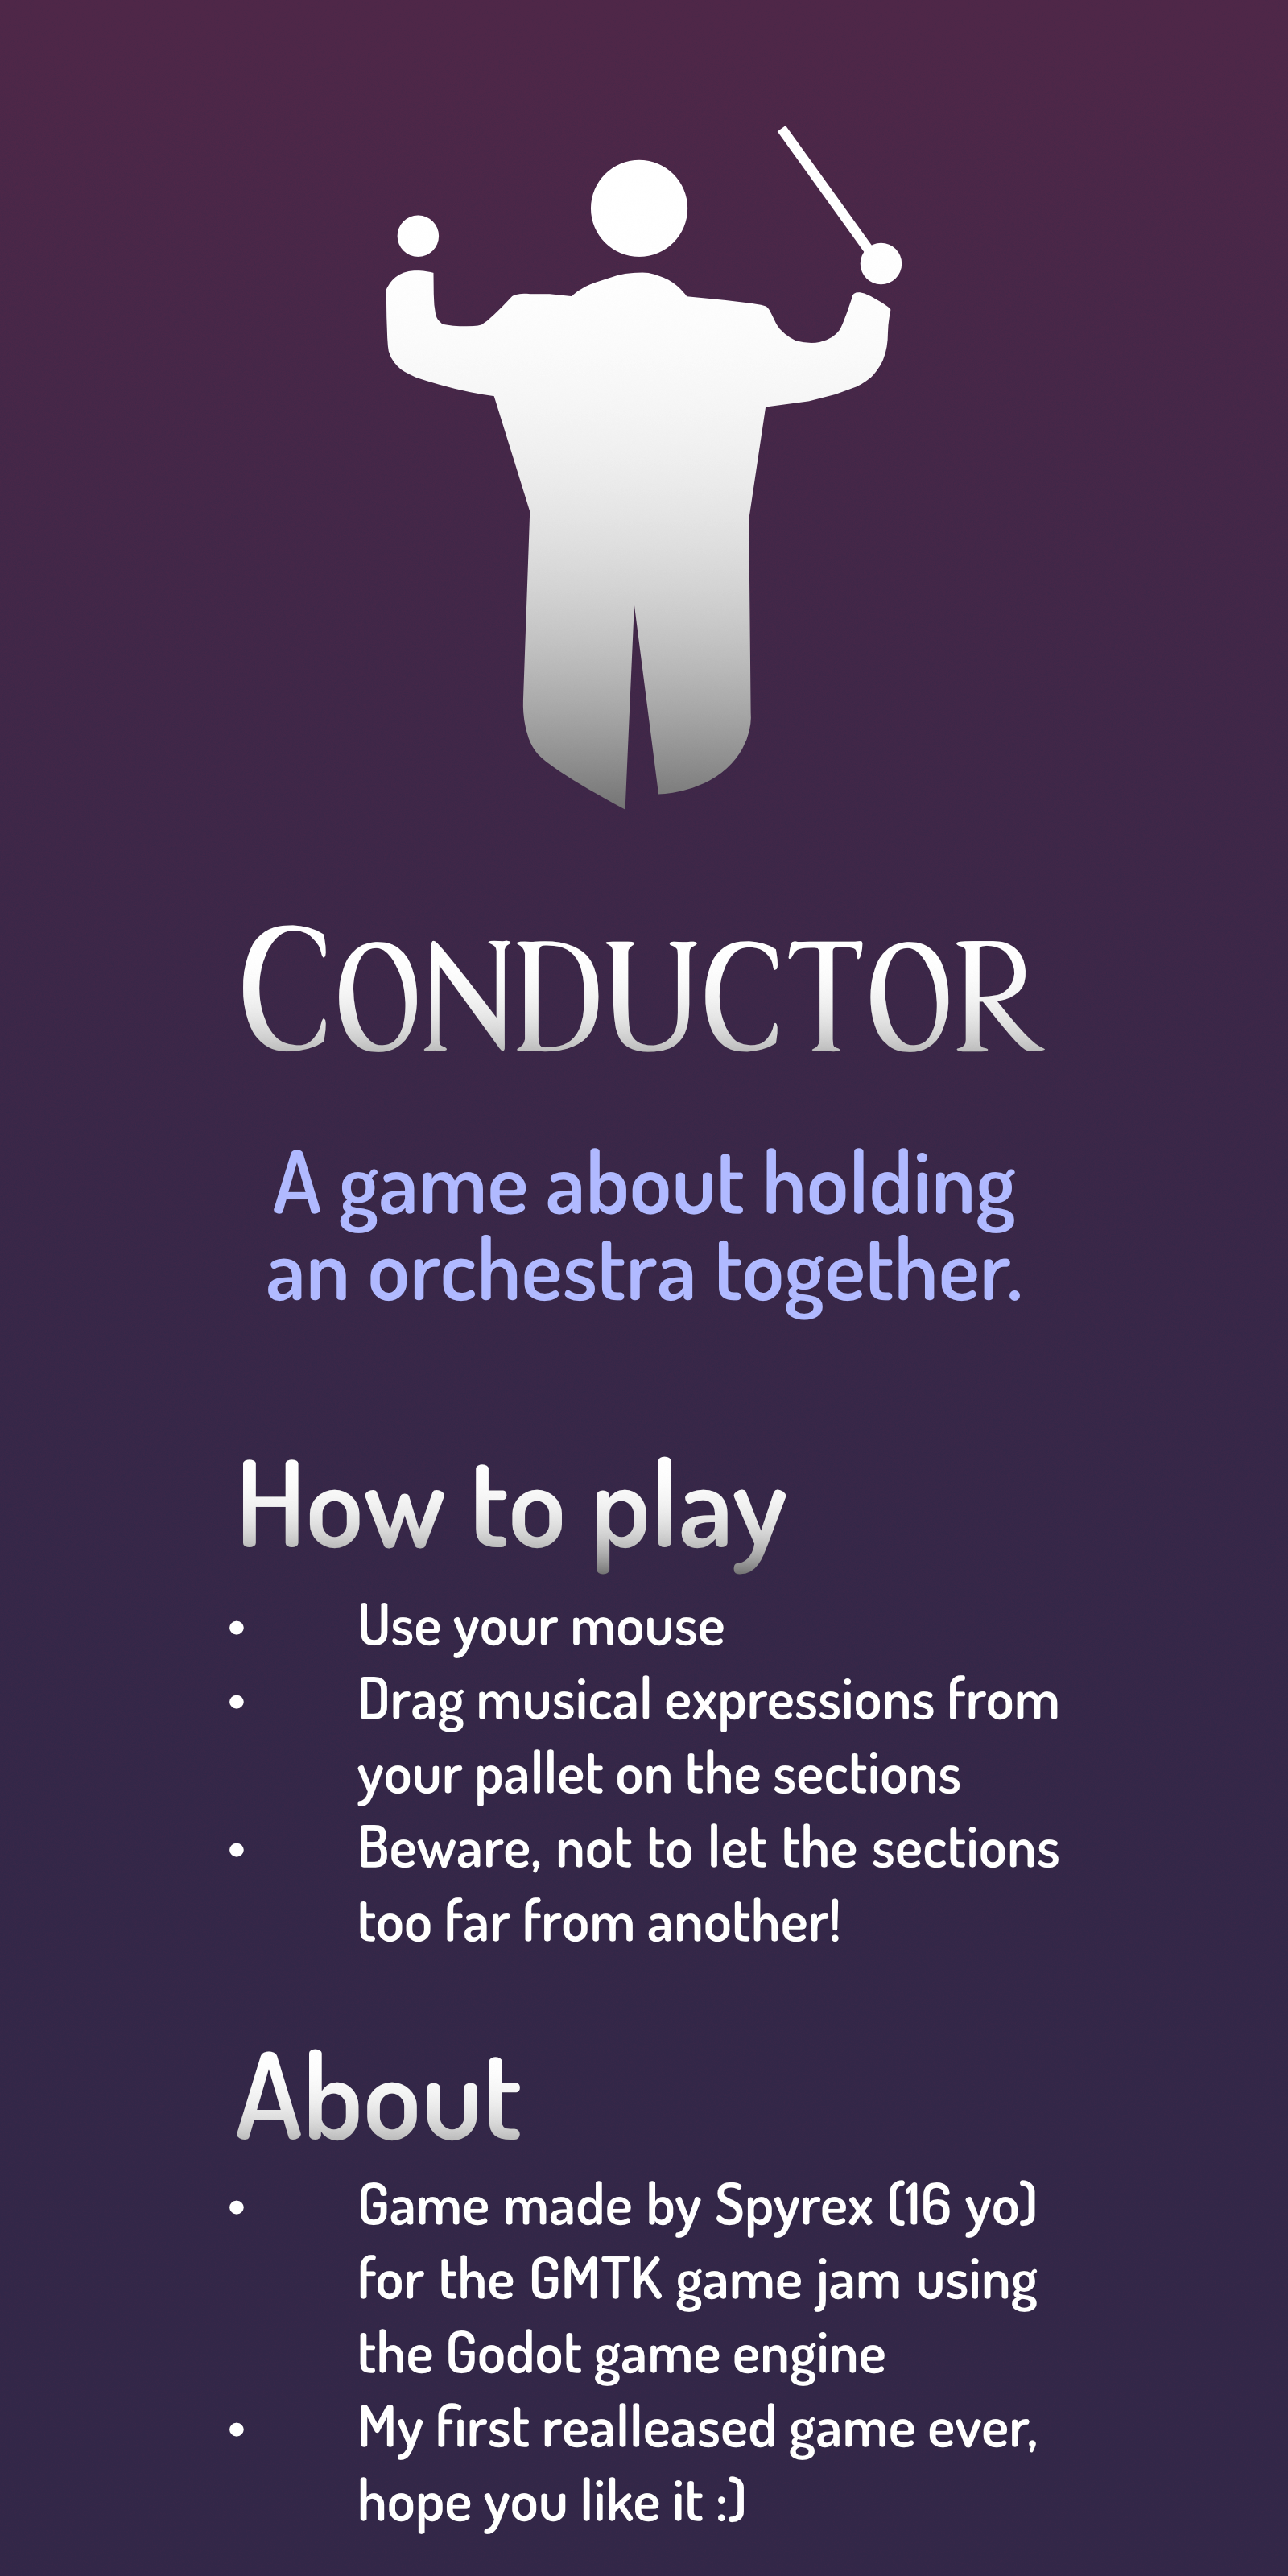 CONDUCTOR
A game about holding
an orchestra together.
How to play
• Use your mouse
• Drag musical expressions from
your pallet on the sections
• Beware, not to let the sections
too far from another!
About
• Game made by Spyrex (16 yo)
for the GMTK game jam using
the Godot game engine
• My first realleased game ever,
hope you like it :)